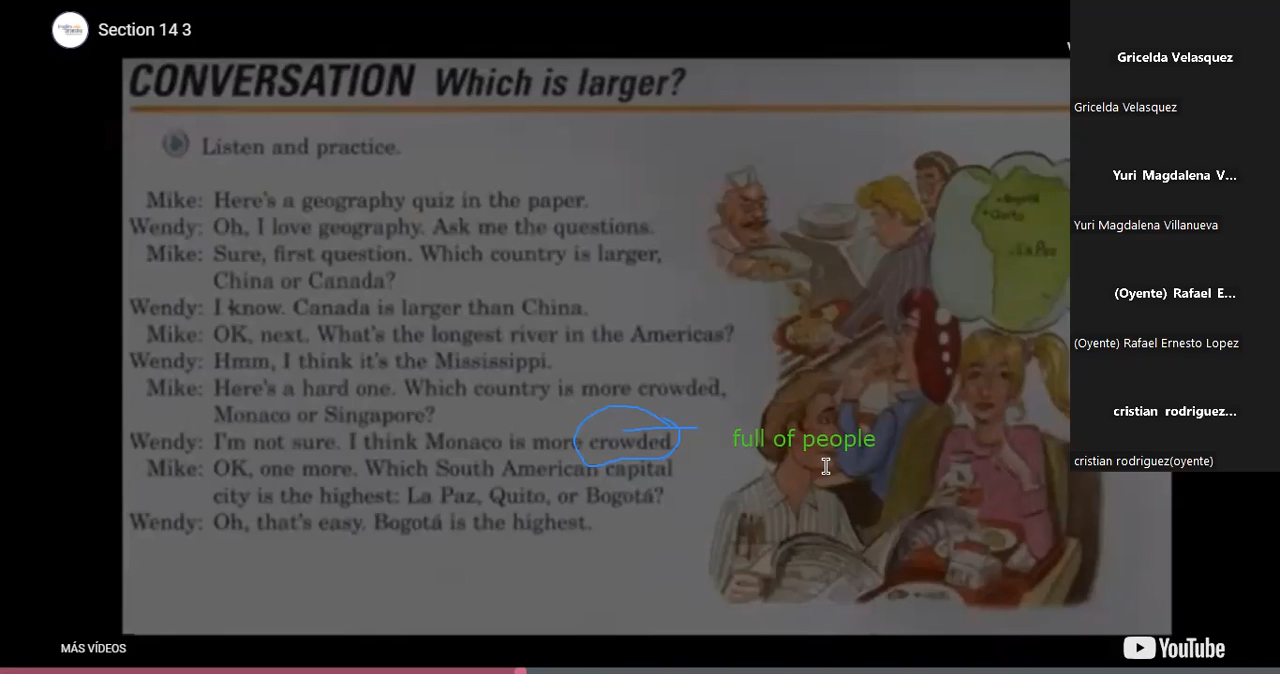 Section 14 3
CONVERSATION Which is larger?
Listen and practice.
Mike: Here's a geography quiz in the paper.
Wendy: Oh, I love geography. Ask me the questions.
Mike: Sure, first question. Which country is larger,
China or Canada?
Wendy: I know. Canada is larger than China.
Mike: OK, next. What's the longest river in the Americas?
Wendy: Hmm, I think it's the Mississippi.
Mike: Here's a hard one. Which country is more crowded,
Monaco or Singapore?
Wendy: I'm not sure. I think Monaco is more crowded
full of people
Mike: OK, one more. Which South American capital
city is the highest: La Paz, Quito, or Bogotá?
Wendy: Oh, that's easy. Bogotá is the highest.
Bogotá
Quito
La Paz
Gricelda Velasquez
Gricelda Velasquez
Yuri Magdalena V...
Yuri Magdalena Villanueva
(Oyente) Rafael E...
(Oyente) Rafael Ernesto Lopez
cristian rodriguez...
cristian rodriguez(oyente)
MÁS VÍDEOS
YouTube